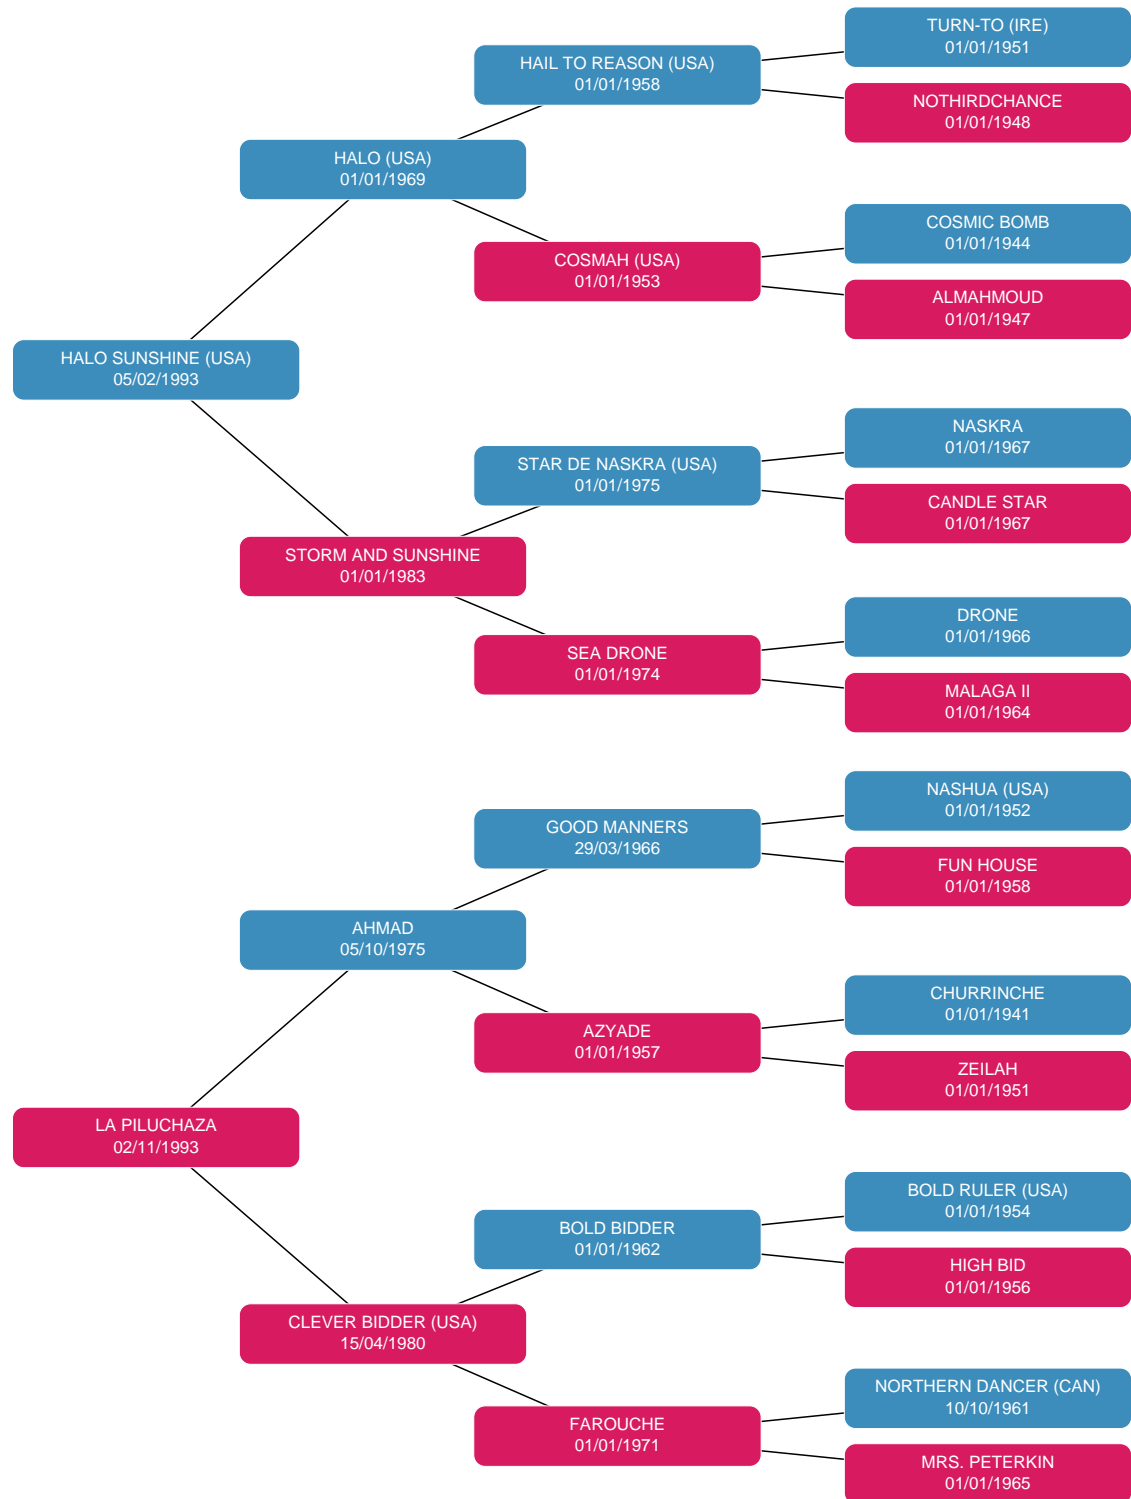 TURN-TO (IRE)
01/01/1951
HAIL TO REASON (USA)
01/01/1958
NOTHIRDCHANCE
01/01/1948
HALO (USA)
01/01/1969
COSMIC BOMB
01/01/1944
COSMAH (USA)
01/01/1953
ALMAHMOUD
01/01/1947
HALO SUNSHINE (USA)
05/02/1993
NASKRA
01/01/1967
STAR DE NASKRA (USA)
01/01/1975
CANDLE STAR
01/01/1967
STORM AND SUNSHINE
01/01/1983
DRONE
01/01/1966
SEA DRONE
01/01/1974
MALAGA II
01/01/1964
NASHUA (USA)
01/01/1952
GOOD MANNERS
29/03/1966
FUN HOUSE
01/01/1958
AHMAD
05/10/1975
CHURRINCHE
01/01/1941
AZYADE
01/01/1957
ZEILAH
01/01/1951
LA PILUCHAZA
02/11/1993
BOLD RULER (USA)
01/01/1954
BOLD BIDDER
01/01/1962
HIGH BID
01/01/1956
CLEVER BIDDER (USA)
15/04/1980
NORTHERN DANCER (CAN)
10/10/1961
FAROUCHE
01/01/1971
MRS. PETERKIN
01/01/1965